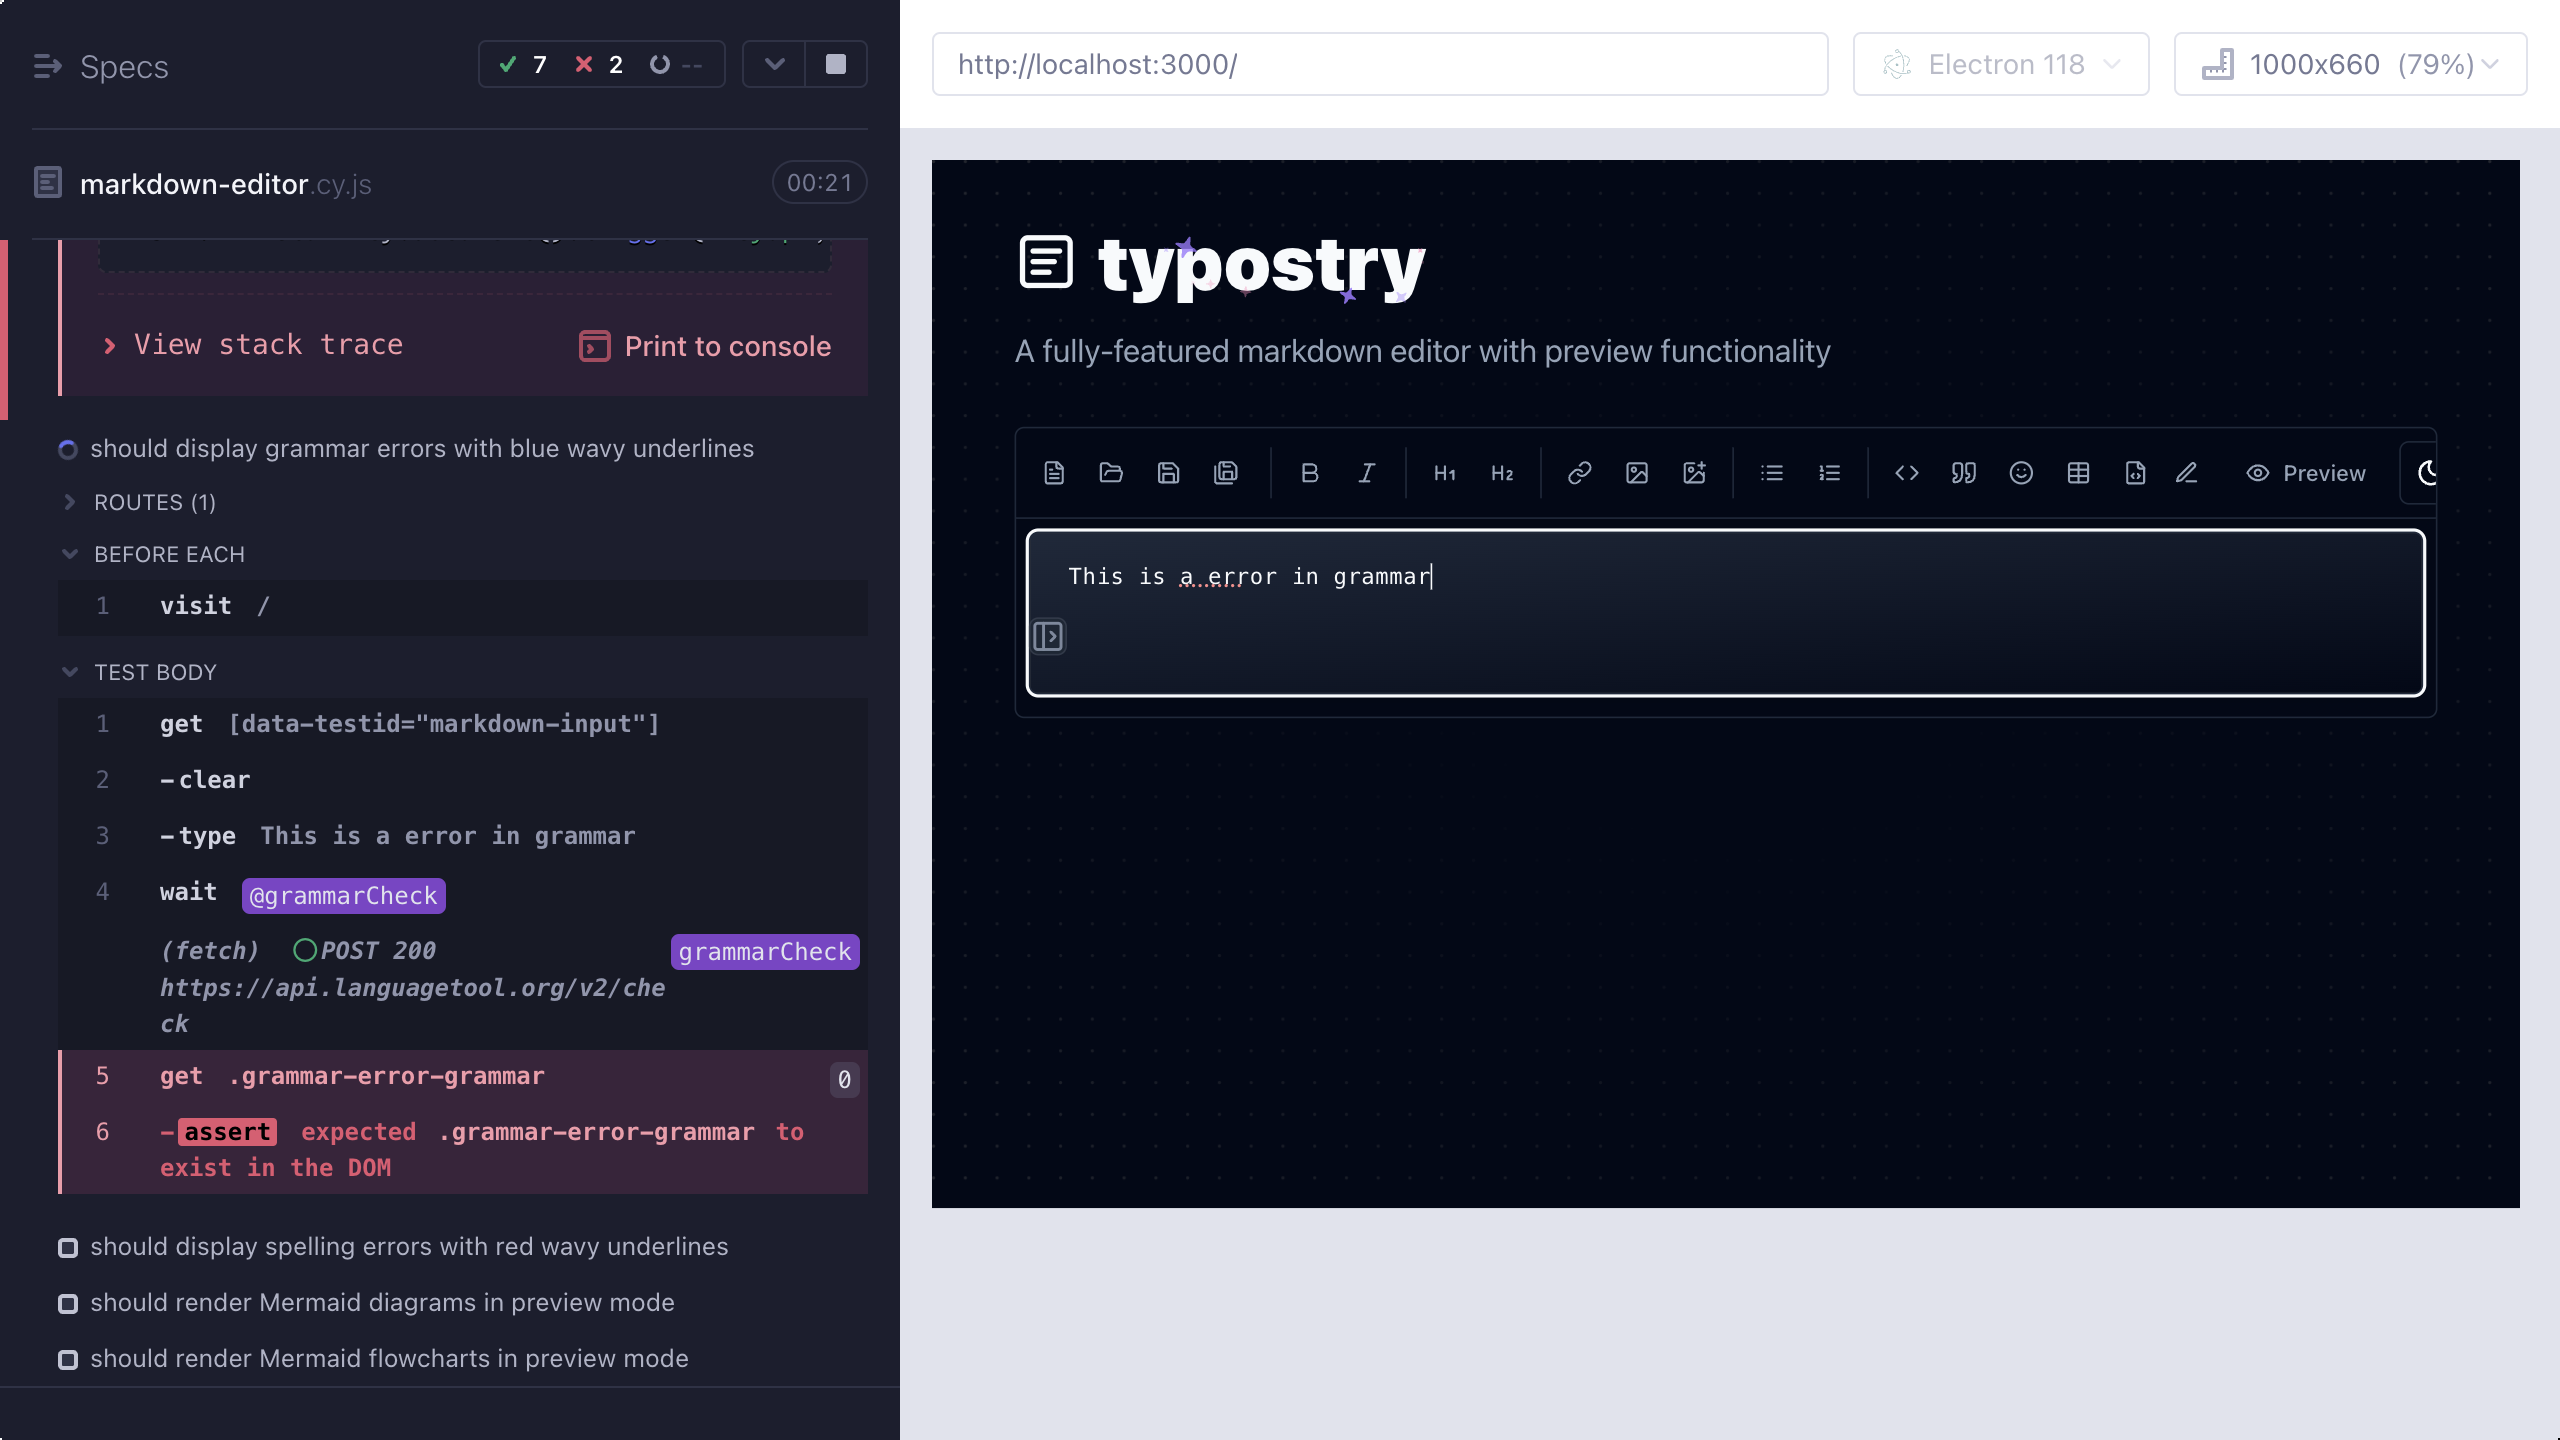 Specs
7 2 --
markdown-editor.cy.js
00:21
View stack trace
Print to console
should display grammar errors with blue wavy underlines
ROUTES (1)
BEFORE EACH
1 visit /
TEST BODY
1 get [data-testid="markdown-input"]
2 -clear
3 -type This is a error in grammar
4 wait @grammarCheck
(fetch) POST 200 grammarCheck
https://api.languagetool.org/v2/che
ck
5 get .grammar-error-grammar 0
6 -assert expected .grammar-error-grammar to
exist in the DOM
should display spelling errors with red wavy underlines
should render Mermaid diagrams in preview mode
should render Mermaid flowcharts in preview mode
http://localhost:3000/
Electron 118
1000x660 (79%)
typostry
A fully-featured markdown editor with preview functionality
B I H1 H2 Preview
This is a error in grammar